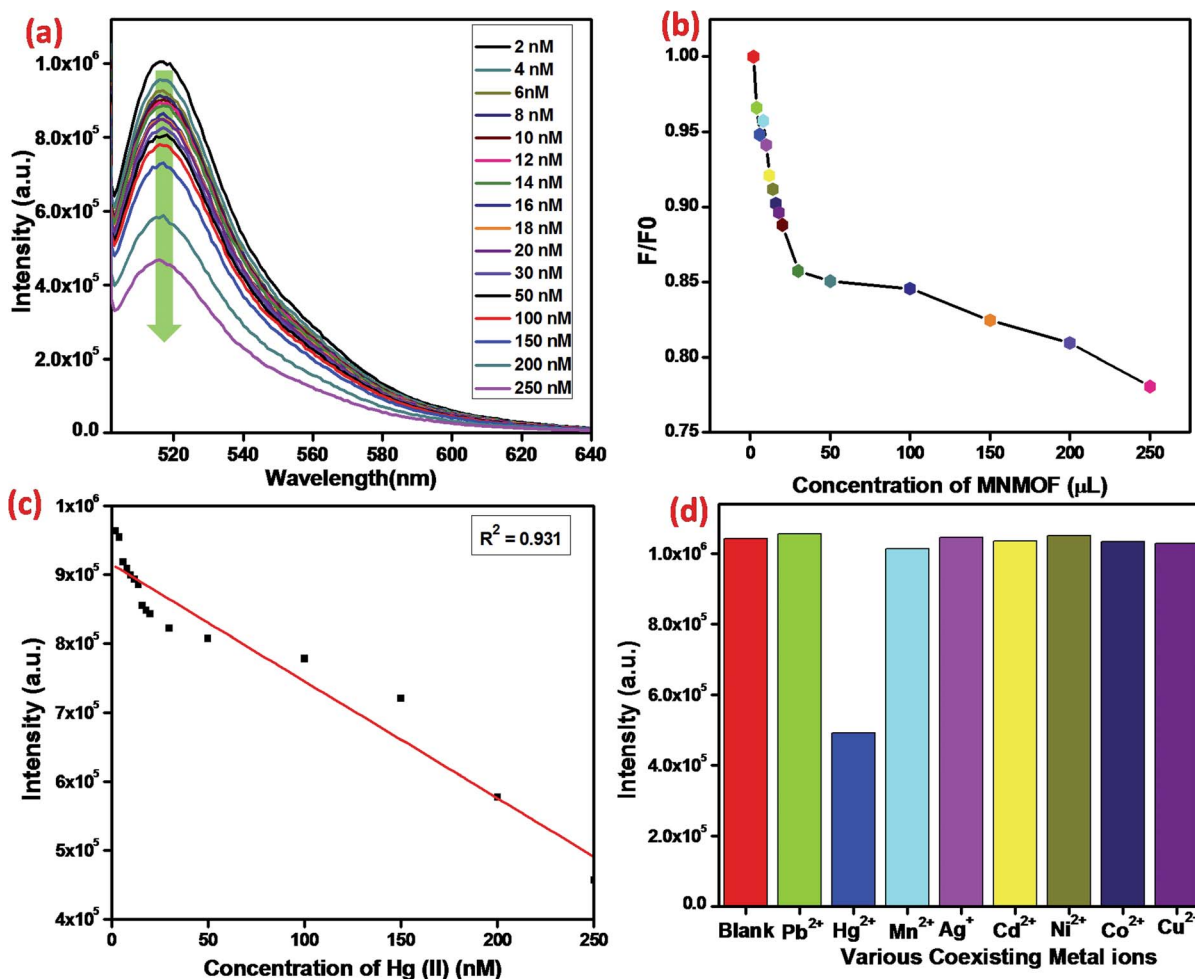 (a)
1.0x10⁶
8.0x10⁵
6.0x10⁵
4.0x10⁵
2.0x10⁵
0.0
Intensity (a.u.)
520 540 560 580 600 620 640
Wavelength(nm)
2 nM
4 nM
6nM
8 nM
10 nM
12 nM
14 nM
16 nM
18 nM
20 nM
30 nM
50 nM
100 nM
150 nM
200 nM
250 nM
(b)
1.00
0.95
0.90
0.85
0.80
0.75
F/F0
0 50 100 150 200 250
Concentration of MNMOF (µL)
(c)
1x10⁶
9x10⁵
8x10⁵
7x10⁵
6x10⁵
5x10⁵
4x10⁵
Intensity (a.u.)
R² = 0.931
0 50 100 150 200 250
Concentration of Hg (II) (nM)
(d)
1.0x10⁶
8.0x10⁵
6.0x10⁵
4.0x10⁵
2.0x10⁵
0.0
Intensity (a.u.)
Blank Pb²⁺ Hg²⁺ Mn²⁺ Ag⁺ Cd²⁺ Ni²⁺ Co²⁺ Cu²⁺
Various Coexisting Metal ions